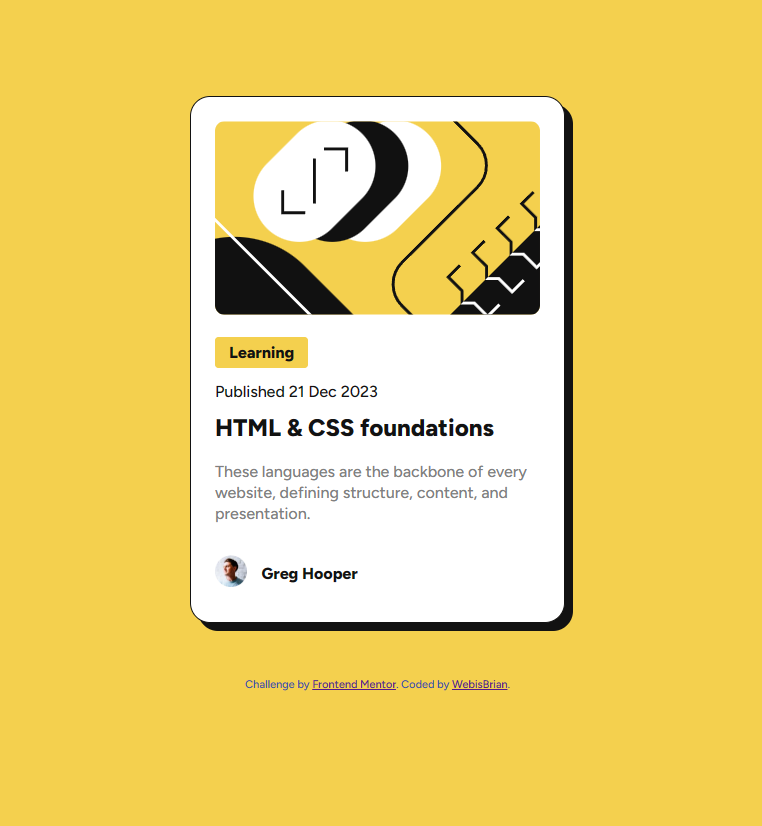 Learning
Published 21 Dec 2023
HTML & CSS foundations
These languages are the backbone of every
website, defining structure, content, and
presentation.
Greg Hooper
Challenge by Frontend Mentor. Coded by WebisBrian.